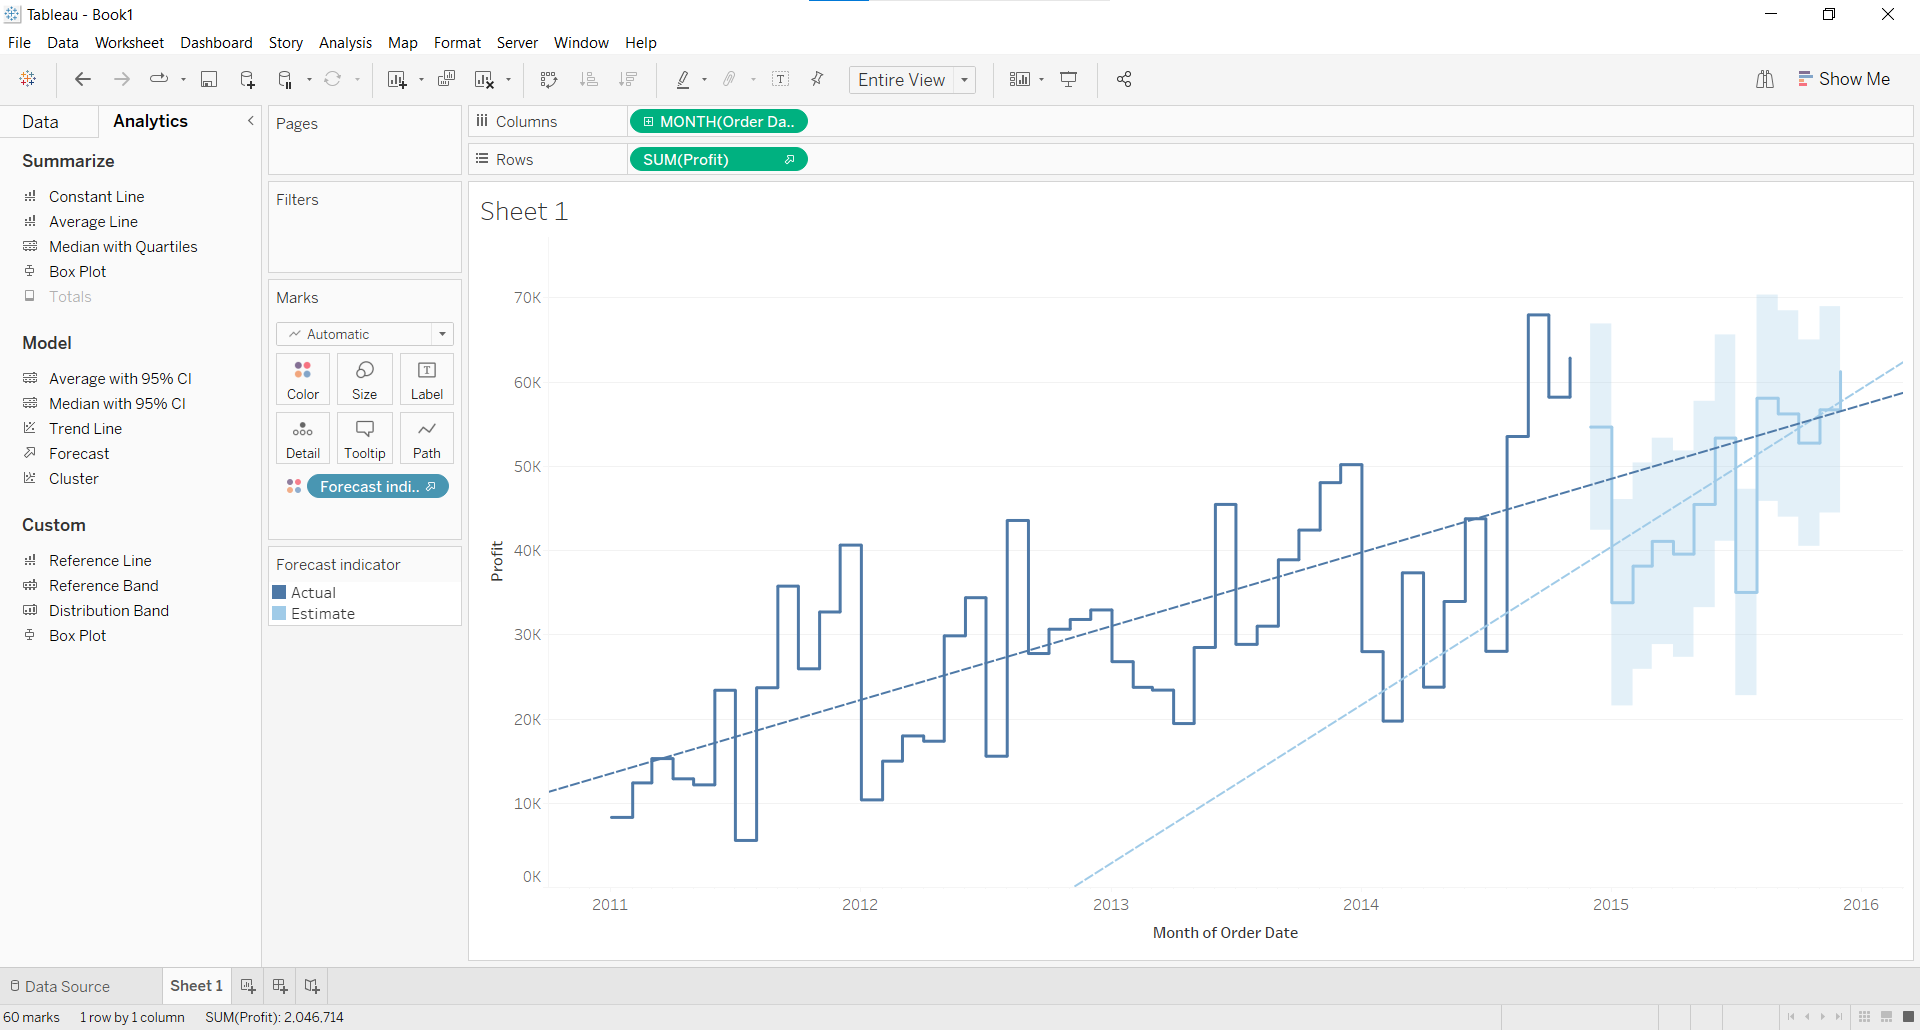 Tableau - Book1
File Data Worksheet Dashboard Story Analysis Map Format Server Window Help
Entire View
Show Me
Data Analytics
Summarize
Constant Line
Average Line
Median with Quartiles
Box Plot
Totals
Model
Average with 95% CI
Median with 95% CI
Trend Line
Forecast
Cluster
Custom
Reference Line
Reference Band
Distribution Band
Box Plot
Pages
Filters
Marks
Automatic
Color Size Label
Detail Tooltip Path
Forecast indi..
Forecast indicator
Actual
Estimate
Columns MONTH(Order Da..
Rows SUM(Profit)
Sheet 1
70K
60K
50K
40K
30K
20K
10K
0K
Profit
2011 2012 2013 2014 2015 2016
Month of Order Date
Data Source Sheet 1
60 marks 1 row by 1 column SUM(Profit): 2,046,714